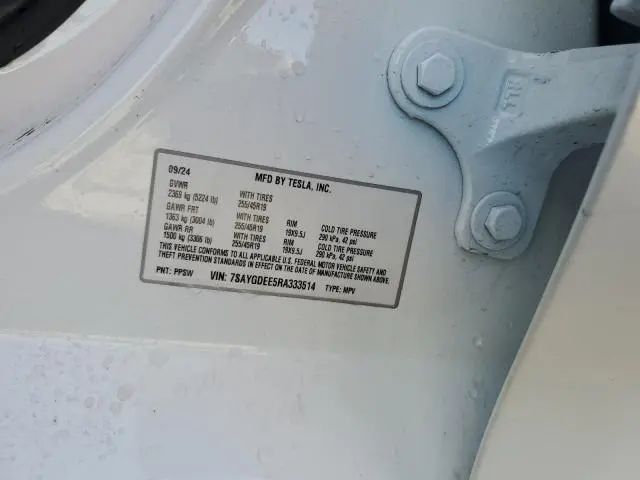 09/24 MFD BY TESLA, INC.
GVWR WITH TIRES
2369 kg (5224 lb) 255/45R19
GAWR FRT WITH TIRES RIM COLD TIRE PRESSURE
1363 kg (3004 lb) 255/45R19 19X9.5J 290 kPa, 42 psi
GAWR RR WITH TIRES RIM COLD TIRE PRESSURE
1500 kg (3306 lb) 255/45R19 19X9.5J 290 kPa, 42 psi
THIS VEHICLE CONFORMS TO ALL APPLICABLE U.S. FEDERAL MOTOR VEHICLE SAFETY AND
THEFT PREVENTION STANDARDS IN EFFECT ON THE DATE OF MANUFACTURE SHOWN ABOVE.
PNT: PPSW VIN: 7SAYGDEE5RA333514 TYPE: MPV